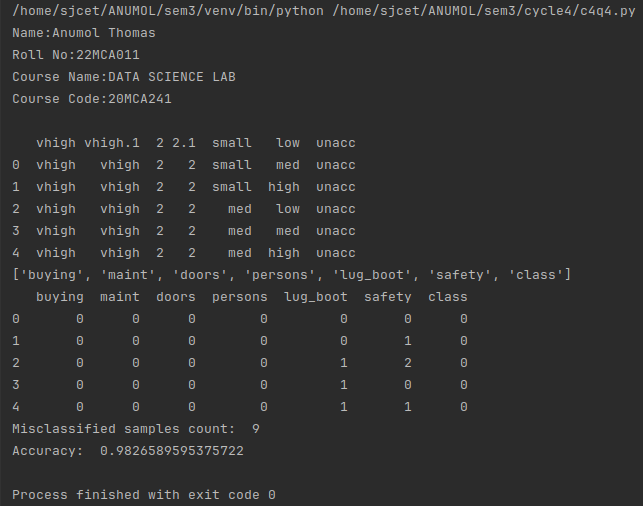 /home/sjcet/ANUMOL/sem3/venv/bin/python /home/sjcet/ANUMOL/sem3/cycle4/c4q4.py
Name:Anumol Thomas
Roll No:22MCA011
Course Name:DATA SCIENCE LAB
Course Code:20MCA241
   vhigh vhigh.1  2 2.1  small   low  unacc
0  vhigh   vhigh  2   2  small   med  unacc
1  vhigh   vhigh  2   2  small  high  unacc
2  vhigh   vhigh  2   2    med   low  unacc
3  vhigh   vhigh  2   2    med   med  unacc
4  vhigh   vhigh  2   2    med  high  unacc
['buying', 'maint', 'doors', 'persons', 'lug_boot', 'safety', 'class']
   buying  maint  doors  persons  lug_boot  safety  class
0       0      0      0        0         0       0      0
1       0      0      0        0         0       1      0
2       0      0      0        0         1       2      0
3       0      0      0        0         1       0      0
4       0      0      0        0         1       1      0
Misclassified samples count:  9
Accuracy:  0.9826589595375722
Process finished with exit code 0